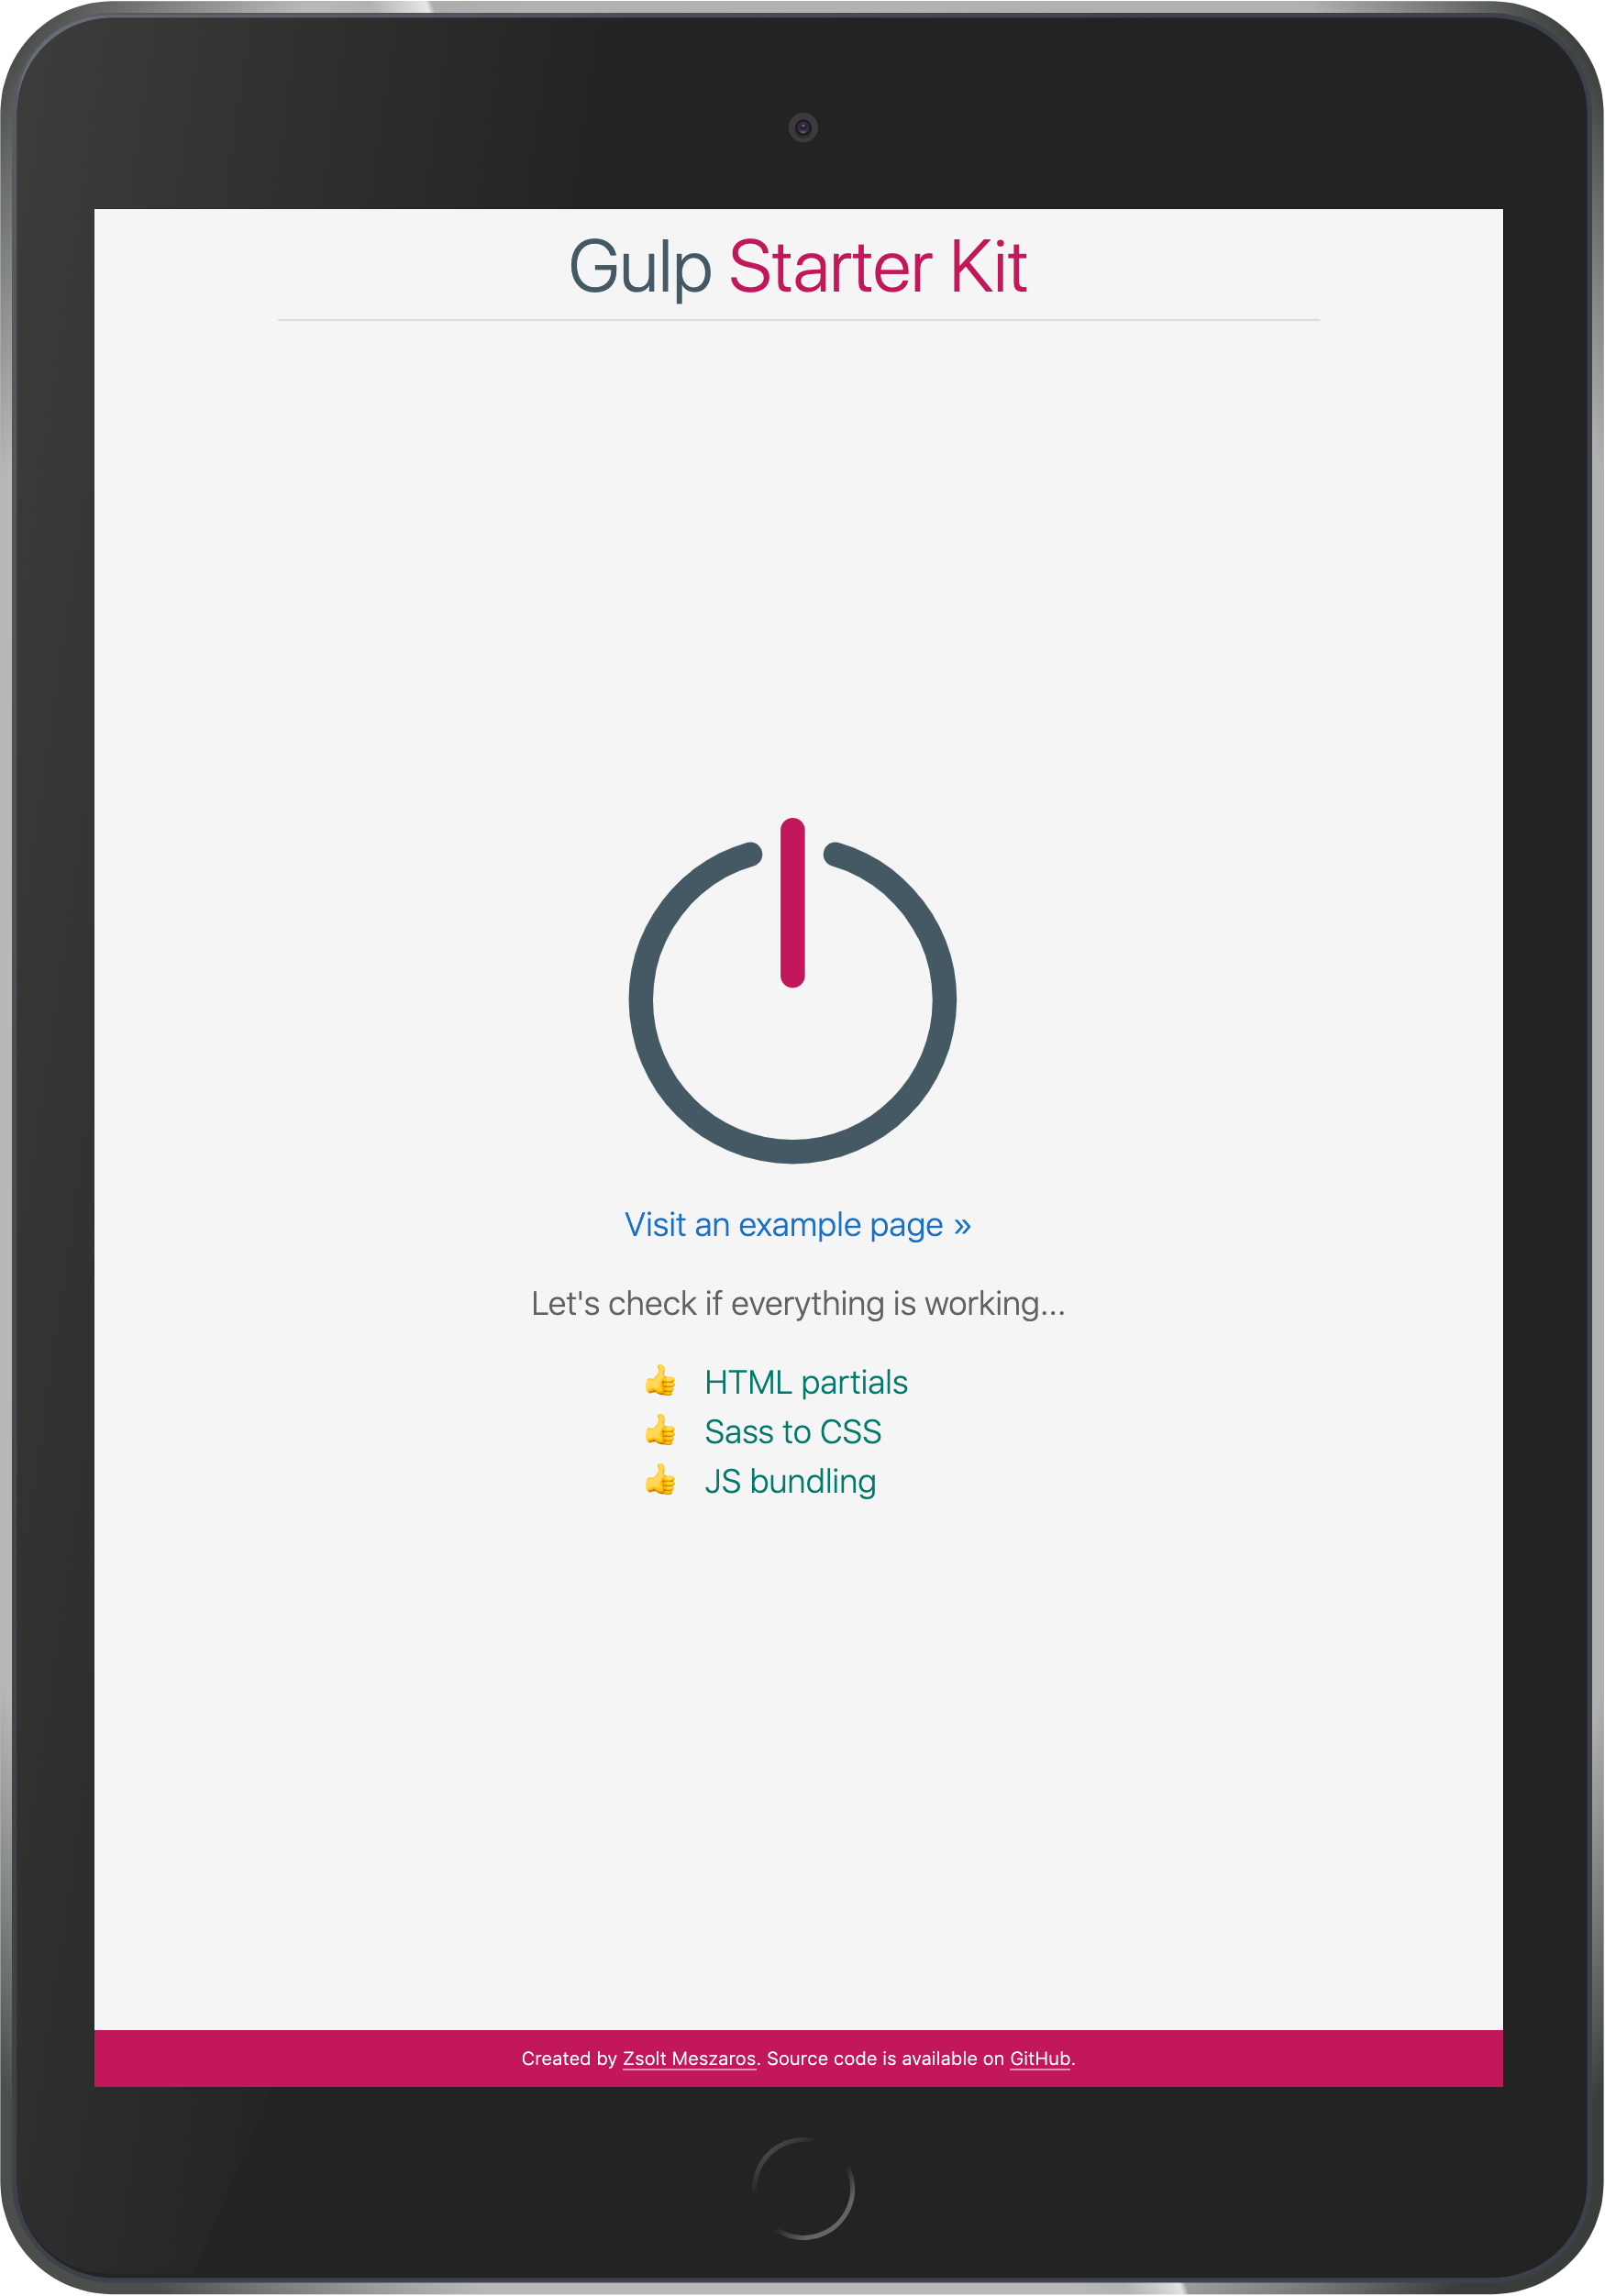 Gulp Starter Kit
Visit an example page »
Let's check if everything is working...
👍 HTML partials
👍 Sass to CSS
👍 JS bundling
Created by Zsolt Meszaros. Source code is available on GitHub.